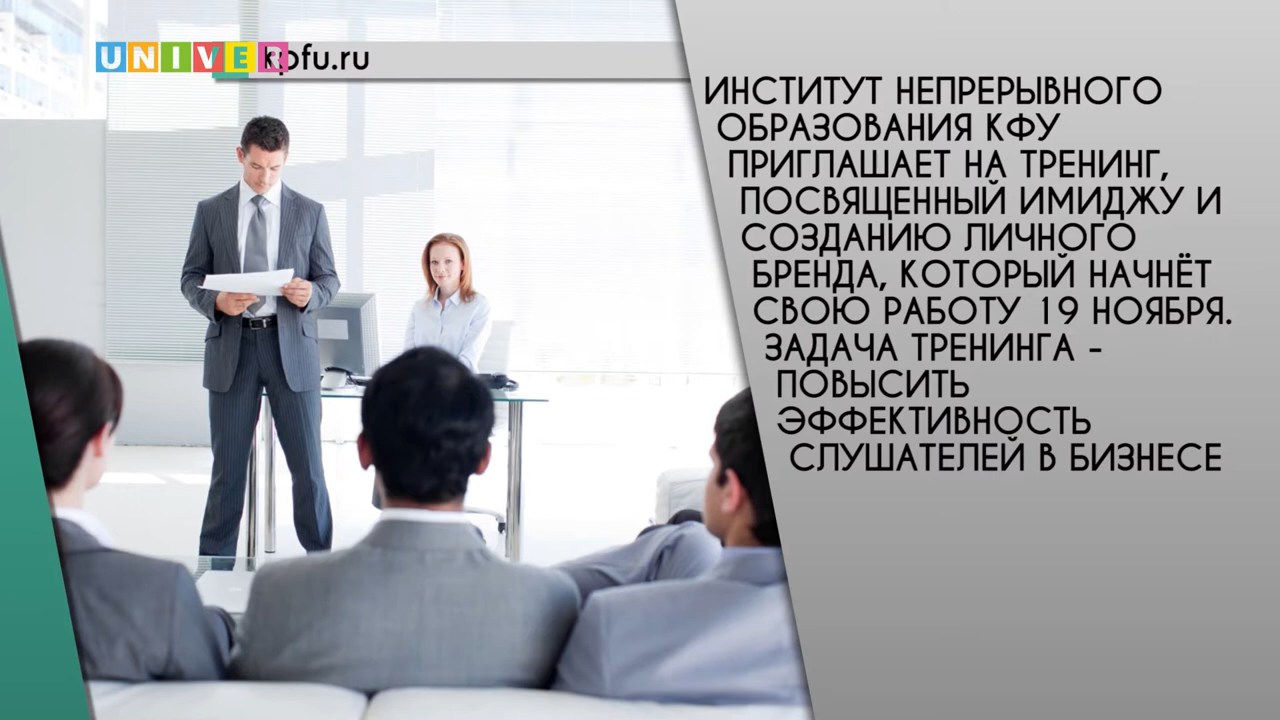 UNIVER kpfu.ru
ИНСТИТУТ НЕПРЕРЫВНОГО
ОБРАЗОВАНИЯ КФУ
ПРИГЛАШАЕТ НА ТРЕНИНГ,
ПОСВЯЩЕННЫЙ ИМИДЖУ И
СОЗДАНИЮ ЛИЧНОГО
БРЕНДА, КОТОРЫЙ НАЧНЁТ
СВОЮ РАБОТУ 19 НОЯБРЯ.
ЗАДАЧА ТРЕНИНГА -
ПОВЫСИТЬ
ЭФФЕКТИВНОСТЬ
СЛУШАТЕЛЕЙ В БИЗНЕСЕ